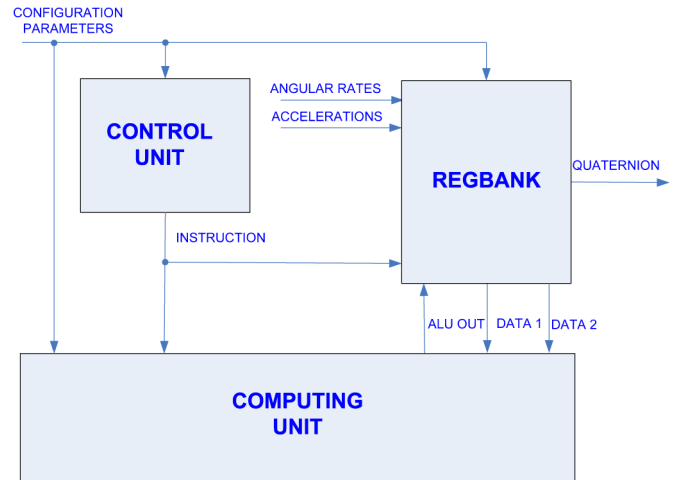 CONFIGURATION
PARAMETERS
ANGULAR RATES
ACCELERATIONS
CONTROL
UNIT
REGBANK
QUATERNION
INSTRUCTION
ALU OUT
DATA 1
DATA 2
COMPUTING
UNIT